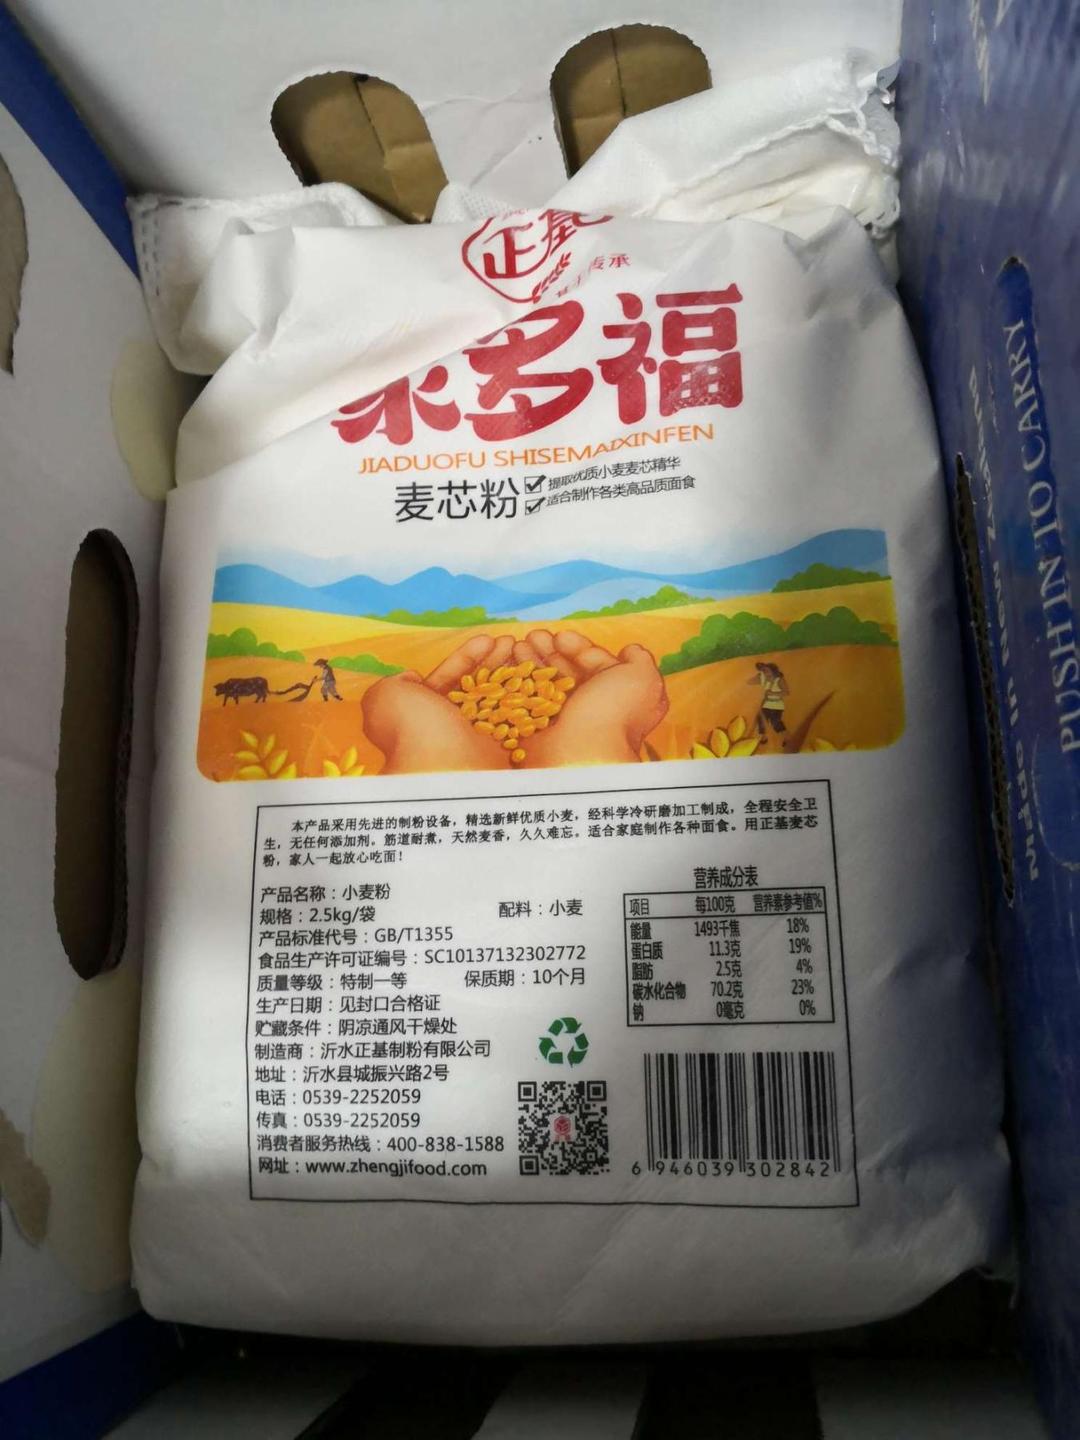 正基
传承
家多福
JIADUOFU SHISEMAIXINFEN
麦芯粉
提取优质小麦麦芯精华
适合制作各类高品质面食
本产品采用先进的制粉设备，精选新鲜优质小麦，经科学冷研磨加工制成，全程安全卫
生，无任何添加剂。筋道耐煮，天然麦香，久久难忘。适合家庭制作各种面食。用正基麦芯
粉，家人一起放心吃面！
产品名称：小麦粉
规格：2.5kg/袋 配料：小麦
产品标准代号：GB/T1355
食品生产许可证编号：SC10137132302772
质量等级：特制一等 保质期：10个月
生产日期：见封口合格证
贮藏条件：阴凉通风干燥处
制造商：沂水正基制粉有限公司
地址：沂水县城振兴路2号
电话：0539-2252059
传真：0539-2252059
消费者服务热线：400-838-1588
网址：www.zhengjifood.com
营养成分表
项目 每100克 营养素参考值%
能量 1493千焦 18%
蛋白质 11.3克 19%
脂肪 2.5克 4%
碳水化合物 70.2克 23%
钠 0毫克 0%
6 946039 302842
PUSH IN TO CARRY